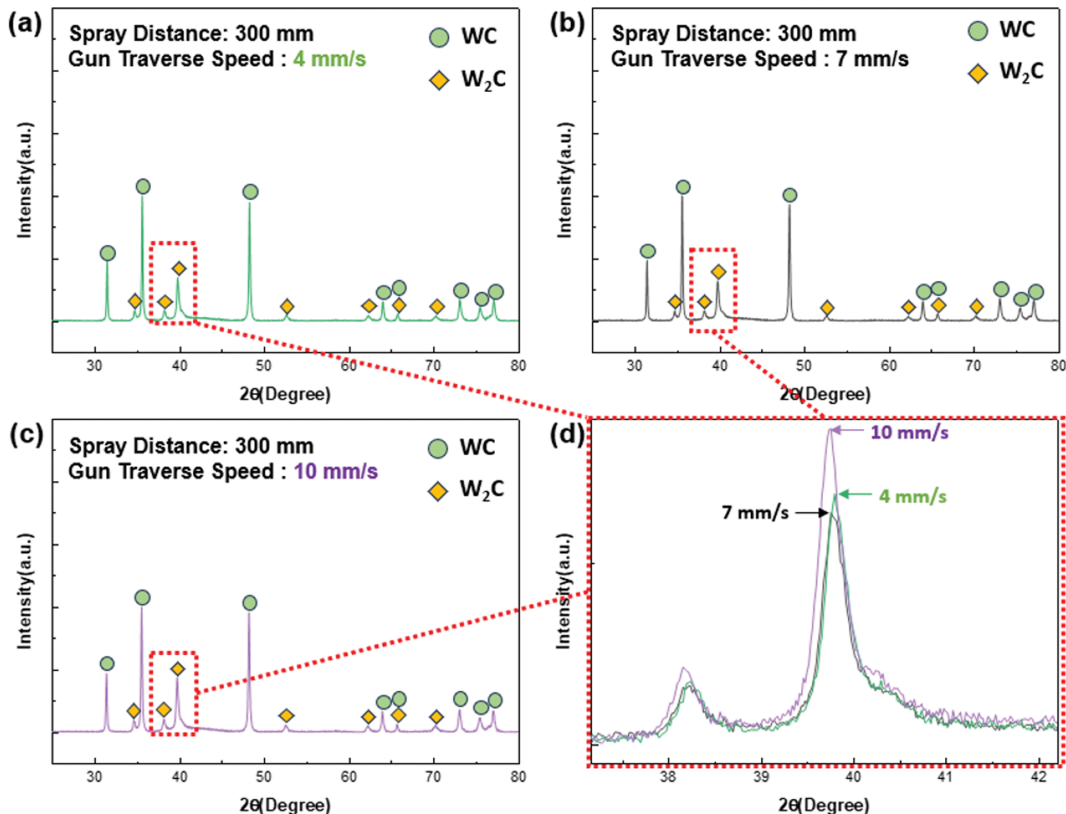 (a)
Spray Distance: 300 mm
Gun Traverse Speed : 4 mm/s
WC
W₂C
Intensity(a.u.)
30 40 50 60 70 80
2θ(Degree)
(b)
Spray Distance: 300 mm
Gun Traverse Speed : 7 mm/s
WC
W₂C
Intensity(a.u.)
30 40 50 60 70 80
2θ(Degree)
(c)
Spray Distance: 300 mm
Gun Traverse Speed : 10 mm/s
WC
W₂C
Intensity(a.u.)
30 40 50 60 70 80
2θ(Degree)
(d)
10 mm/s
4 mm/s
7 mm/s
Intensity(a.u.)
38 39 40 41 42
2θ(Degree)